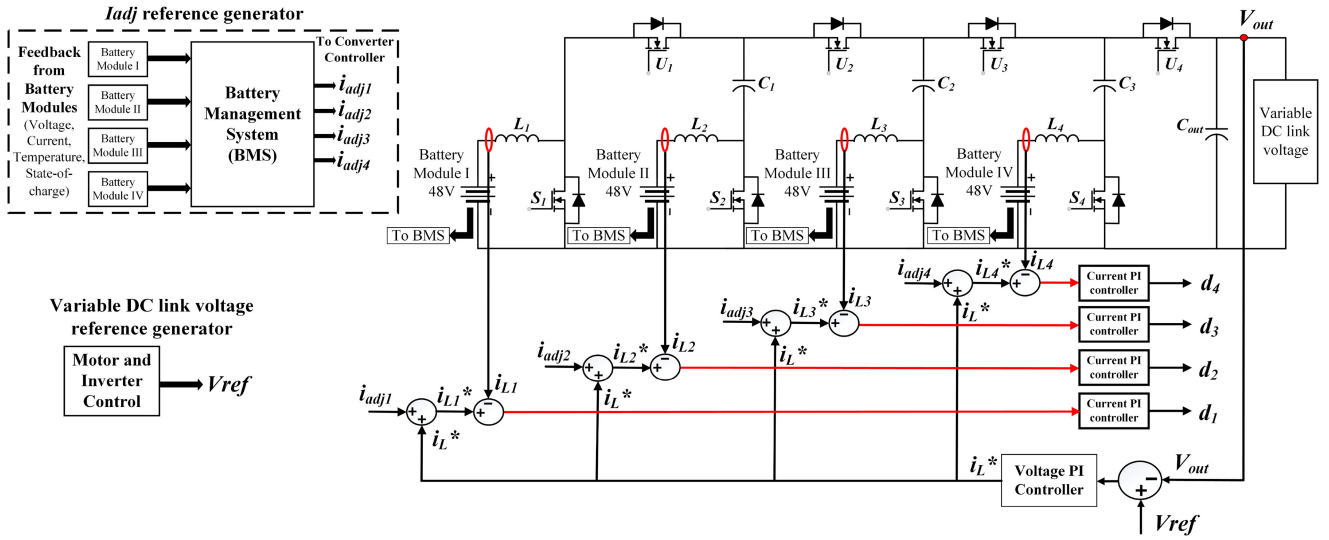 Iadj reference generator
Feedback
from
Battery
Modules
(Voltage,
Current,
Temperature,
State-of-
charge)
Battery
Module I
Battery
Module II
Battery
Module III
Battery
Module IV
Battery
Management
System
(BMS)
To Converter
Controller
iadj1
iadj2
iadj3
iadj4
U1
U2
U3
U4
Vout
C1
C2
C3
Cout
Variable
DC link
voltage
L1
L2
L3
L4
Battery
Module I
48V
+
-
Battery
Module II
48V
+
-
Battery
Module III
48V
+
-
Battery
Module IV
48V
+
-
S1
S2
S3
S4
To BMS
To BMS
To BMS
To BMS
iadj4
+
+
iL4*
+
−
iL4
iL*
Current PI
controller
d4
iadj3
+
+
iL3*
+
−
iL3
iL*
Current PI
controller
d3
iadj2
+
+
iL2*
+
−
iL2
iL*
Current PI
controller
d2
iadj1
+
+
iL1*
+
−
iL1
iL*
Current PI
controller
d1
Variable DC link voltage
reference generator
Motor and
Inverter
Control
Vref
iL*
Voltage PI
Controller
−
+
Vout
Vref